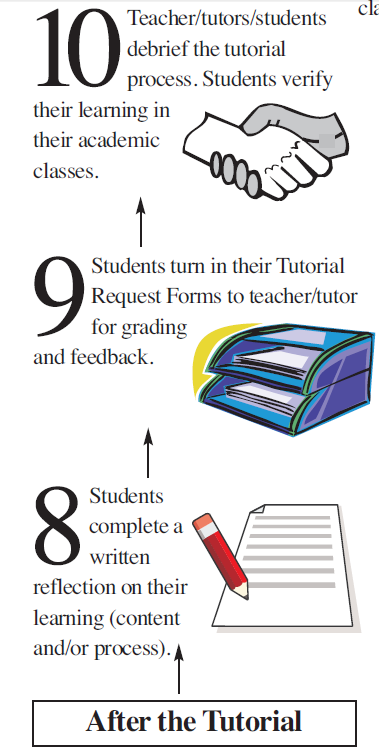 10 Teacher/tutors/students
debrief the tutorial
process. Students verify
their learning in
their academic
classes.
9 Students turn in their Tutorial
Request Forms to teacher/tutor
for grading
and feedback.
8 Students
complete a
written
reflection on their
learning (content
and/or process).
After the Tutorial